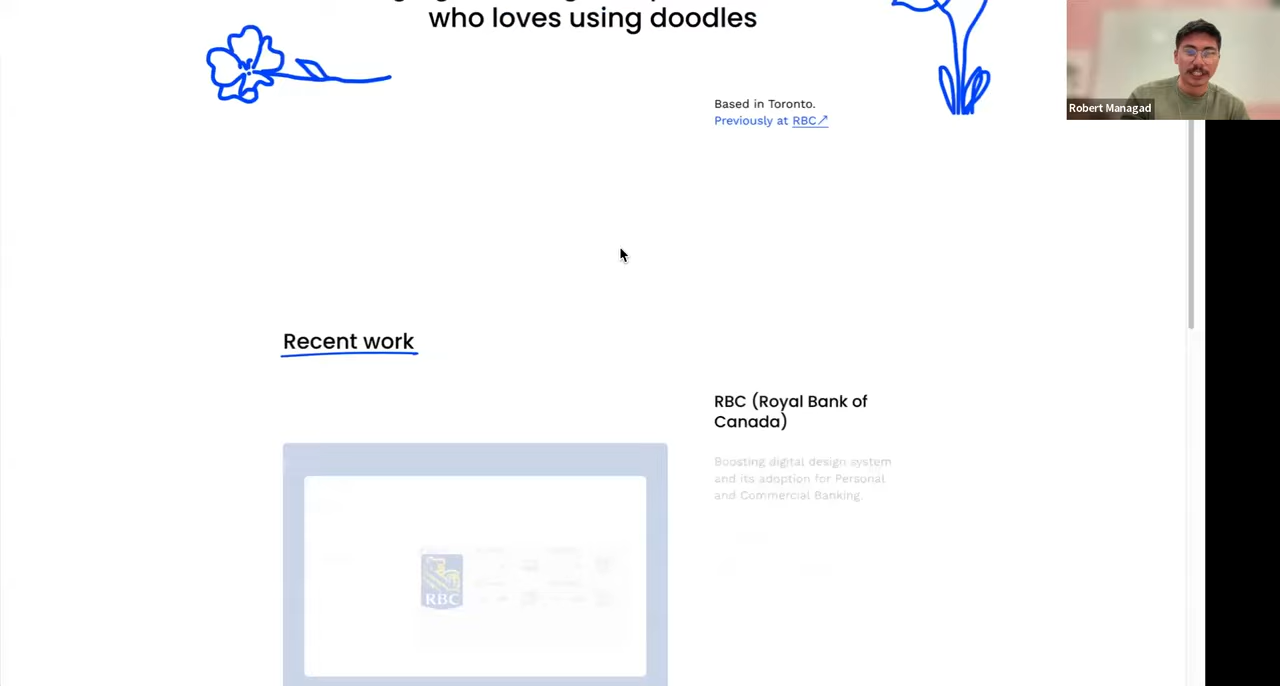 who loves using doodles
Based in Toronto.
Previously at RBC↗
Robert Managad
Recent work
RBC (Royal Bank of
Canada)
Boosting digital design system
and its adoption for Personal
and Commercial Banking.
RBC